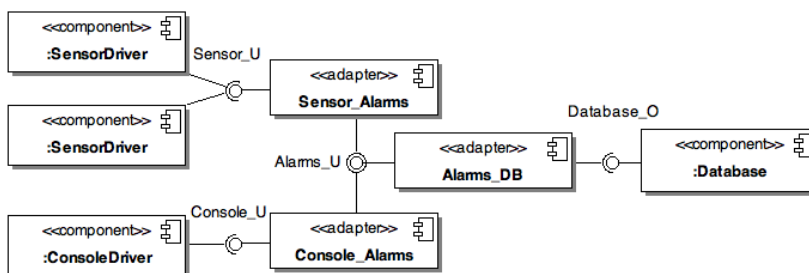 <<component>>
:SensorDriver
Sensor_U
<<adapter>>
Sensor_Alarms
<<component>>
:SensorDriver
Database_O
Alarms_U
<<adapter>>
Alarms_DB
<<component>>
:Database
Console_U
<<component>>
:ConsoleDriver
<<adapter>>
Console_Alarms